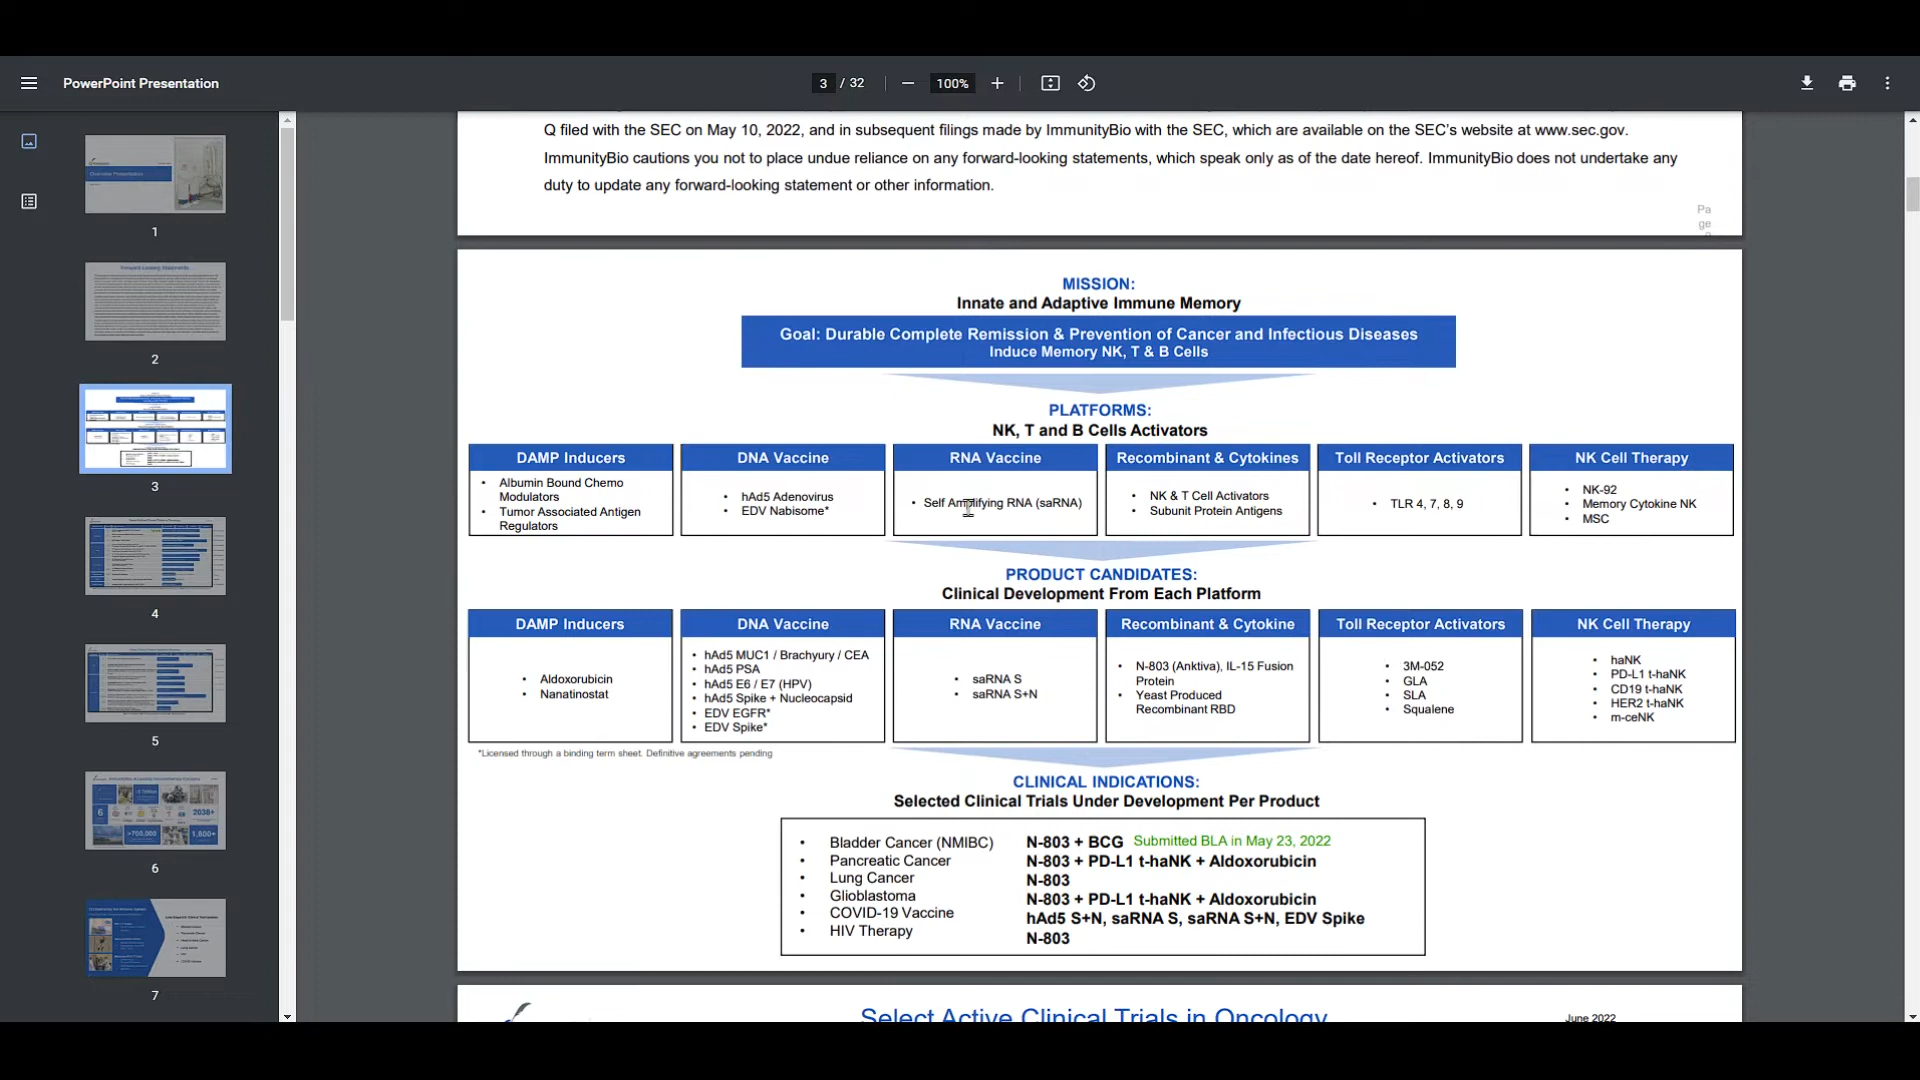 PowerPoint Presentation
3 / 32
100%
Q filed with the SEC on May 10, 2022, and in subsequent filings made by ImmunityBio with the SEC, which are available on the SEC's website at www.sec.gov.
ImmunityBio cautions you not to place undue reliance on any forward-looking statements, which speak only as of the date hereof. ImmunityBio does not undertake any
duty to update any forward-looking statement or other information.
Pa
ge
1
2
3
4
5
6
7
MISSION:
Innate and Adaptive Immune Memory
Goal: Durable Complete Remission & Prevention of Cancer and Infectious Diseases
Induce Memory NK, T & B Cells
PLATFORMS:
NK, T and B Cells Activators
DAMP Inducers
• Albumin Bound Chemo
Modulators
• Tumor Associated Antigen
Regulators
DNA Vaccine
• hAd5 Adenovirus
• EDV Nabisome*
RNA Vaccine
• Self Amplifying RNA (saRNA)
Recombinant & Cytokines
• NK & T Cell Activators
• Subunit Protein Antigens
Toll Receptor Activators
• TLR 4, 7, 8, 9
NK Cell Therapy
• NK-92
• Memory Cytokine NK
• MSC
PRODUCT CANDIDATES:
Clinical Development From Each Platform
DAMP Inducers
• Aldoxorubicin
• Nanatinostat
DNA Vaccine
• hAd5 MUC1 / Brachyury / CEA
• hAd5 PSA
• hAd5 E6 / E7 (HPV)
• hAd5 Spike + Nucleocapsid
• EDV EGFR*
• EDV Spike*
RNA Vaccine
• saRNA S
• saRNA S+N
Recombinant & Cytokine
• N-803 (Anktiva), IL-15 Fusion
Protein
• Yeast Produced
Recombinant RBD
Toll Receptor Activators
• 3M-052
• GLA
• SLA
• Squalene
NK Cell Therapy
• haNK
• PD-L1 t-haNK
• CD19 t-haNK
• HER2 t-haNK
• m-ceNK
*Licensed through a binding term sheet. Definitive agreements pending
CLINICAL INDICATIONS:
Selected Clinical Trials Under Development Per Product
• Bladder Cancer (NMIBC) N-803 + BCG Submitted BLA in May 23, 2022
• Pancreatic Cancer N-803 + PD-L1 t-haNK + Aldoxorubicin
• Lung Cancer N-803
• Glioblastoma N-803 + PD-L1 t-haNK + Aldoxorubicin
• COVID-19 Vaccine hAd5 S+N, saRNA S, saRNA S+N, EDV Spike
• HIV Therapy N-803
Select Active Clinical Trials in Oncology
June 2022